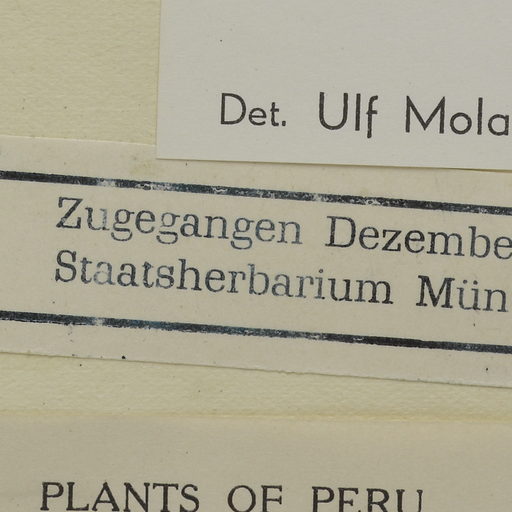 Det. Ulf Mola
Zugegangen Dezembe
Staatsherbarium Mün
PLANTS OF PERU